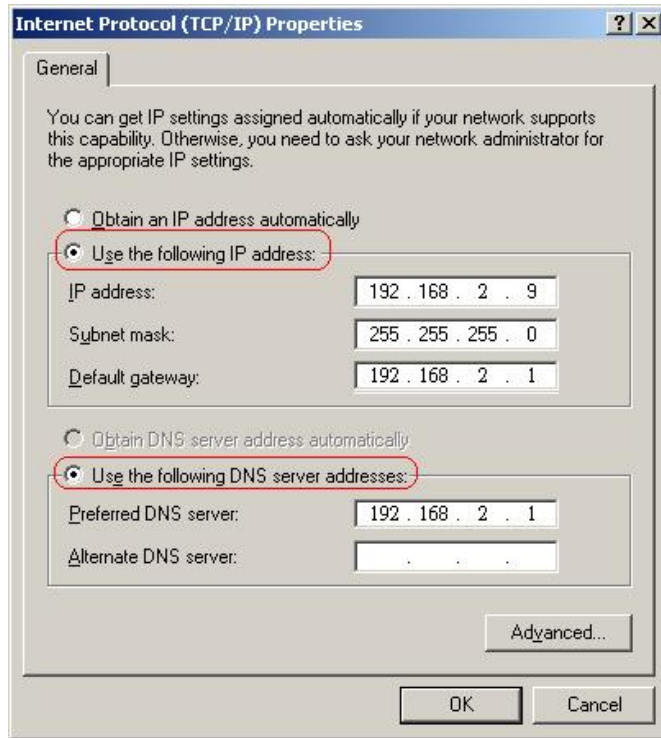 Internet Protocol (TCP/IP) Properties
General
You can get IP settings assigned automatically if your network supports
this capability. Otherwise, you need to ask your network administrator for
the appropriate IP settings.
Obtain an IP address automatically
Use the following IP address:
IP address: 192 . 168 . 2 . 9
Subnet mask: 255 . 255 . 255 . 0
Default gateway: 192 . 168 . 2 . 1
Obtain DNS server address automatically
Use the following DNS server addresses:
Preferred DNS server: 192 . 168 . 2 . 1
Alternate DNS server: . . .
Advanced...
OK Cancel